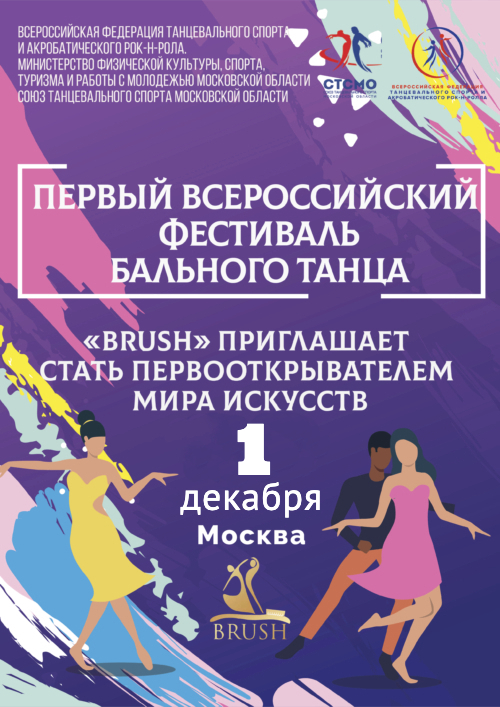 ВСЕРОССИЙСКАЯ ФЕДЕРАЦИЯ ТАНЦЕВАЛЬНОГО СПОРТА
И АКРОБАТИЧЕСКОГО РОК-Н-РОЛА.
МИНИСТЕРСТВО ФИЗИЧЕСКОЙ КУЛЬТУРЫ, СПОРТА,
ТУРИЗМА И РАБОТЫ С МОЛОДЕЖЬЮ МОСКОВСКОЙ ОБЛАСТИ
СОЮЗ ТАНЦЕВАЛЬНОГО СПОРТА МОСКОВСКОЙ ОБЛАСТИ
СТСМО
ВСЕРОССИЙСКАЯ ФЕДЕРАЦИЯ
ТАНЦЕВАЛЬНОГО СПОРТА И
АКРОБАТИЧЕСКОГО РОК-Н-РОЛЛА
ПЕРВЫЙ ВСЕРОССИЙСКИЙ
ФЕСТИВАЛЬ
БАЛЬНОГО ТАНЦА
«BRUSH» ПРИГЛАШАЕТ
СТАТЬ ПЕРВООТКРЫВАТЕЛЕМ
МИРА ИСКУССТВ
1
декабря
Москва
BRUSH